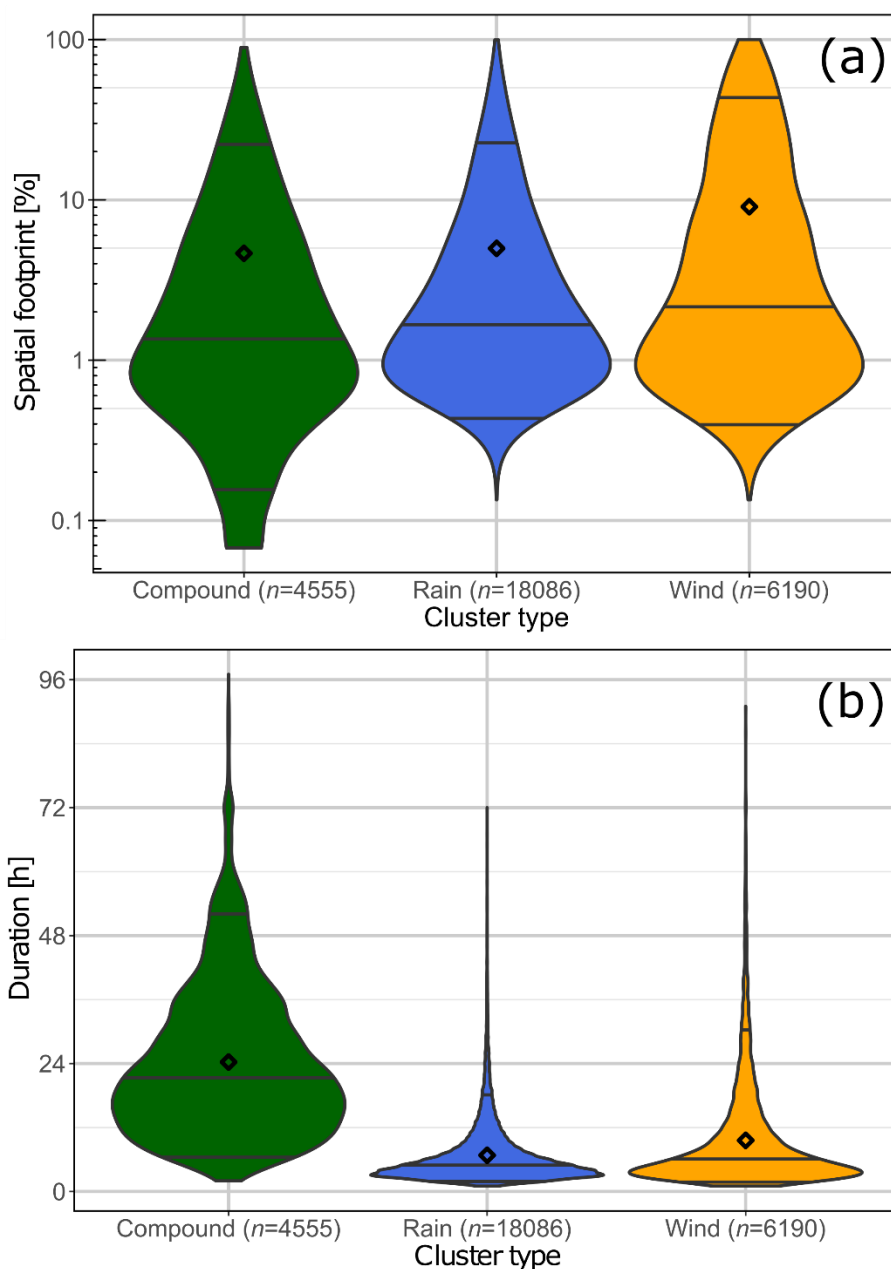 (a)
Spatial footprint [%]
100
10
1
0.1
Compound (n=4555) Rain (n=18086) Wind (n=6190)
Cluster type
(b)
Duration [h]
96
72
48
24
0
Compound (n=4555) Rain (n=18086) Wind (n=6190)
Cluster type